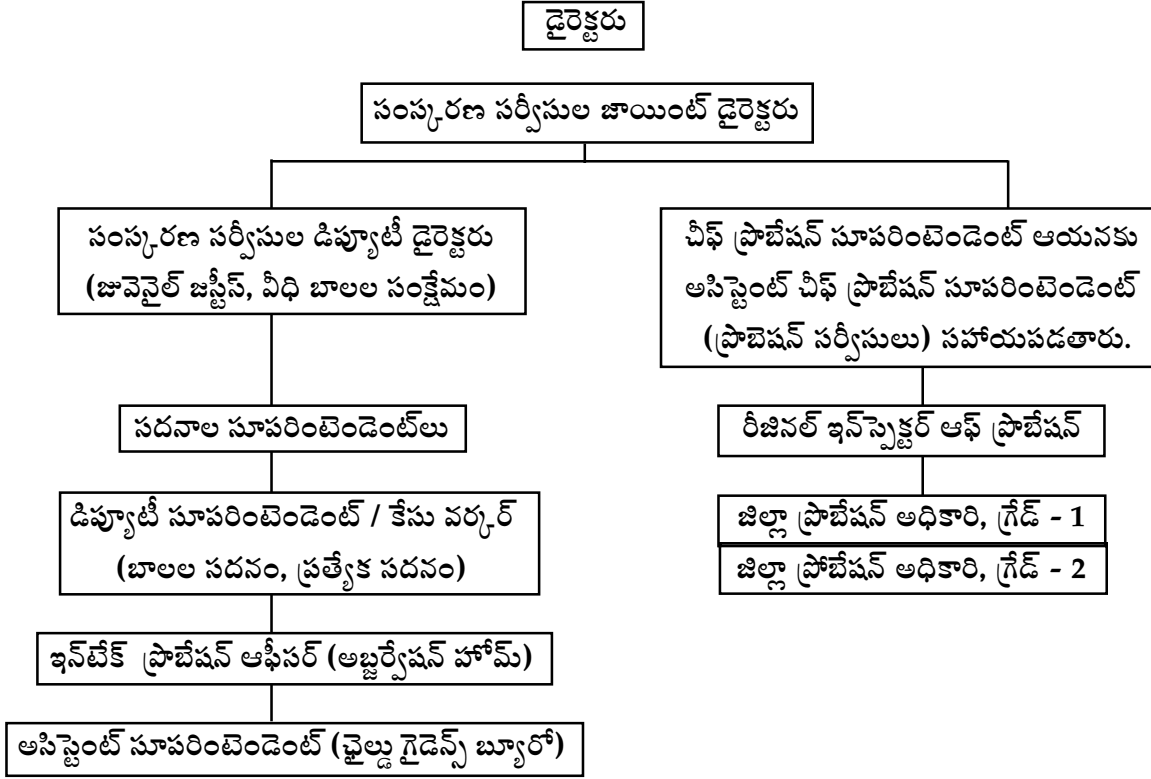 డైరెక్టరు
సంస్కరణ సర్వీసుల జాయింట్ డైరెక్టరు
సంస్కరణ సర్వీసుల డిప్యూటీ డైరెక్టరు
(జువెనైల్ జస్టిస్, వీధి బాలల సంక్షేమం)
సదనాల సూపరింటెండెంట్‌లు
డిప్యూటీ సూపరింటెండెంట్ / కేసు వర్కర్
(బాలల సదనం, ప్రత్యేక సదనం)
ఇన్‌టేక్ ప్రొబేషన్ ఆఫీసర్ (అబ్జర్వేషన్ హోమ్)
అసిస్టెంట్ సూపరింటెండెంట్ (ఛైల్డు గైడెన్స్ బ్యూరో)
చీఫ్ ప్రొబేషన్ సూపరింటెండెంట్ ఆయనకు
అసిస్టెంట్ చీఫ్ ప్రొబేషన్ సూపరింటెండెంట్
(ప్రొబెషన్ సర్వీసులు) సహాయపడతారు.
రీజినల్ ఇన్‌స్పెక్టర్ ఆఫ్ ప్రొబేషన్
జిల్లా ప్రొబేషన్ అధికారి, గ్రేడ్ - 1
జిల్లా ప్రోబేషన్ అధికారి, గ్రేడ్ - 2